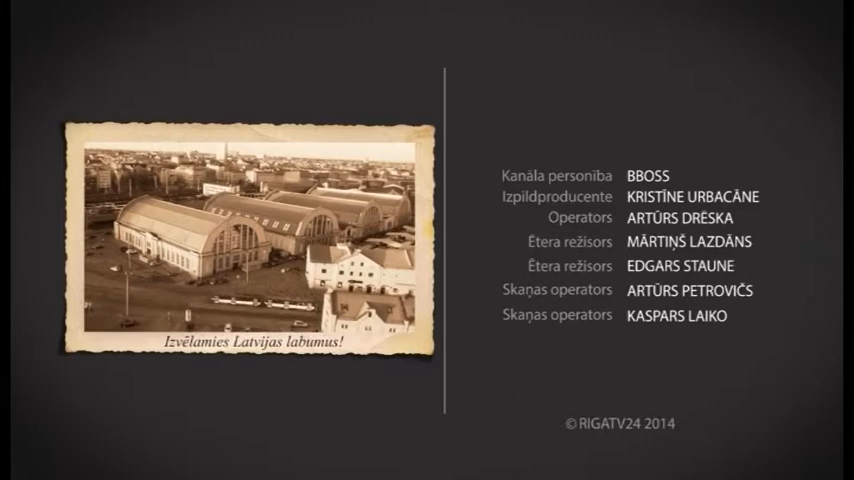 Izvēlamies Latvijas labumus!
Kanāla personība BBOSS
Izpildproducente KRISTĪNE URBACĀNE
Operators ARTŪRS DRĒSKA
Ētera režisors MĀRTIŅŠ LAZDĀNS
Ētera režisors EDGARS STAUNE
Skaņas operators ARTŪRS PETROVIČS
Skaņas operators KASPARS LAIKO
© RIGATV24 2014